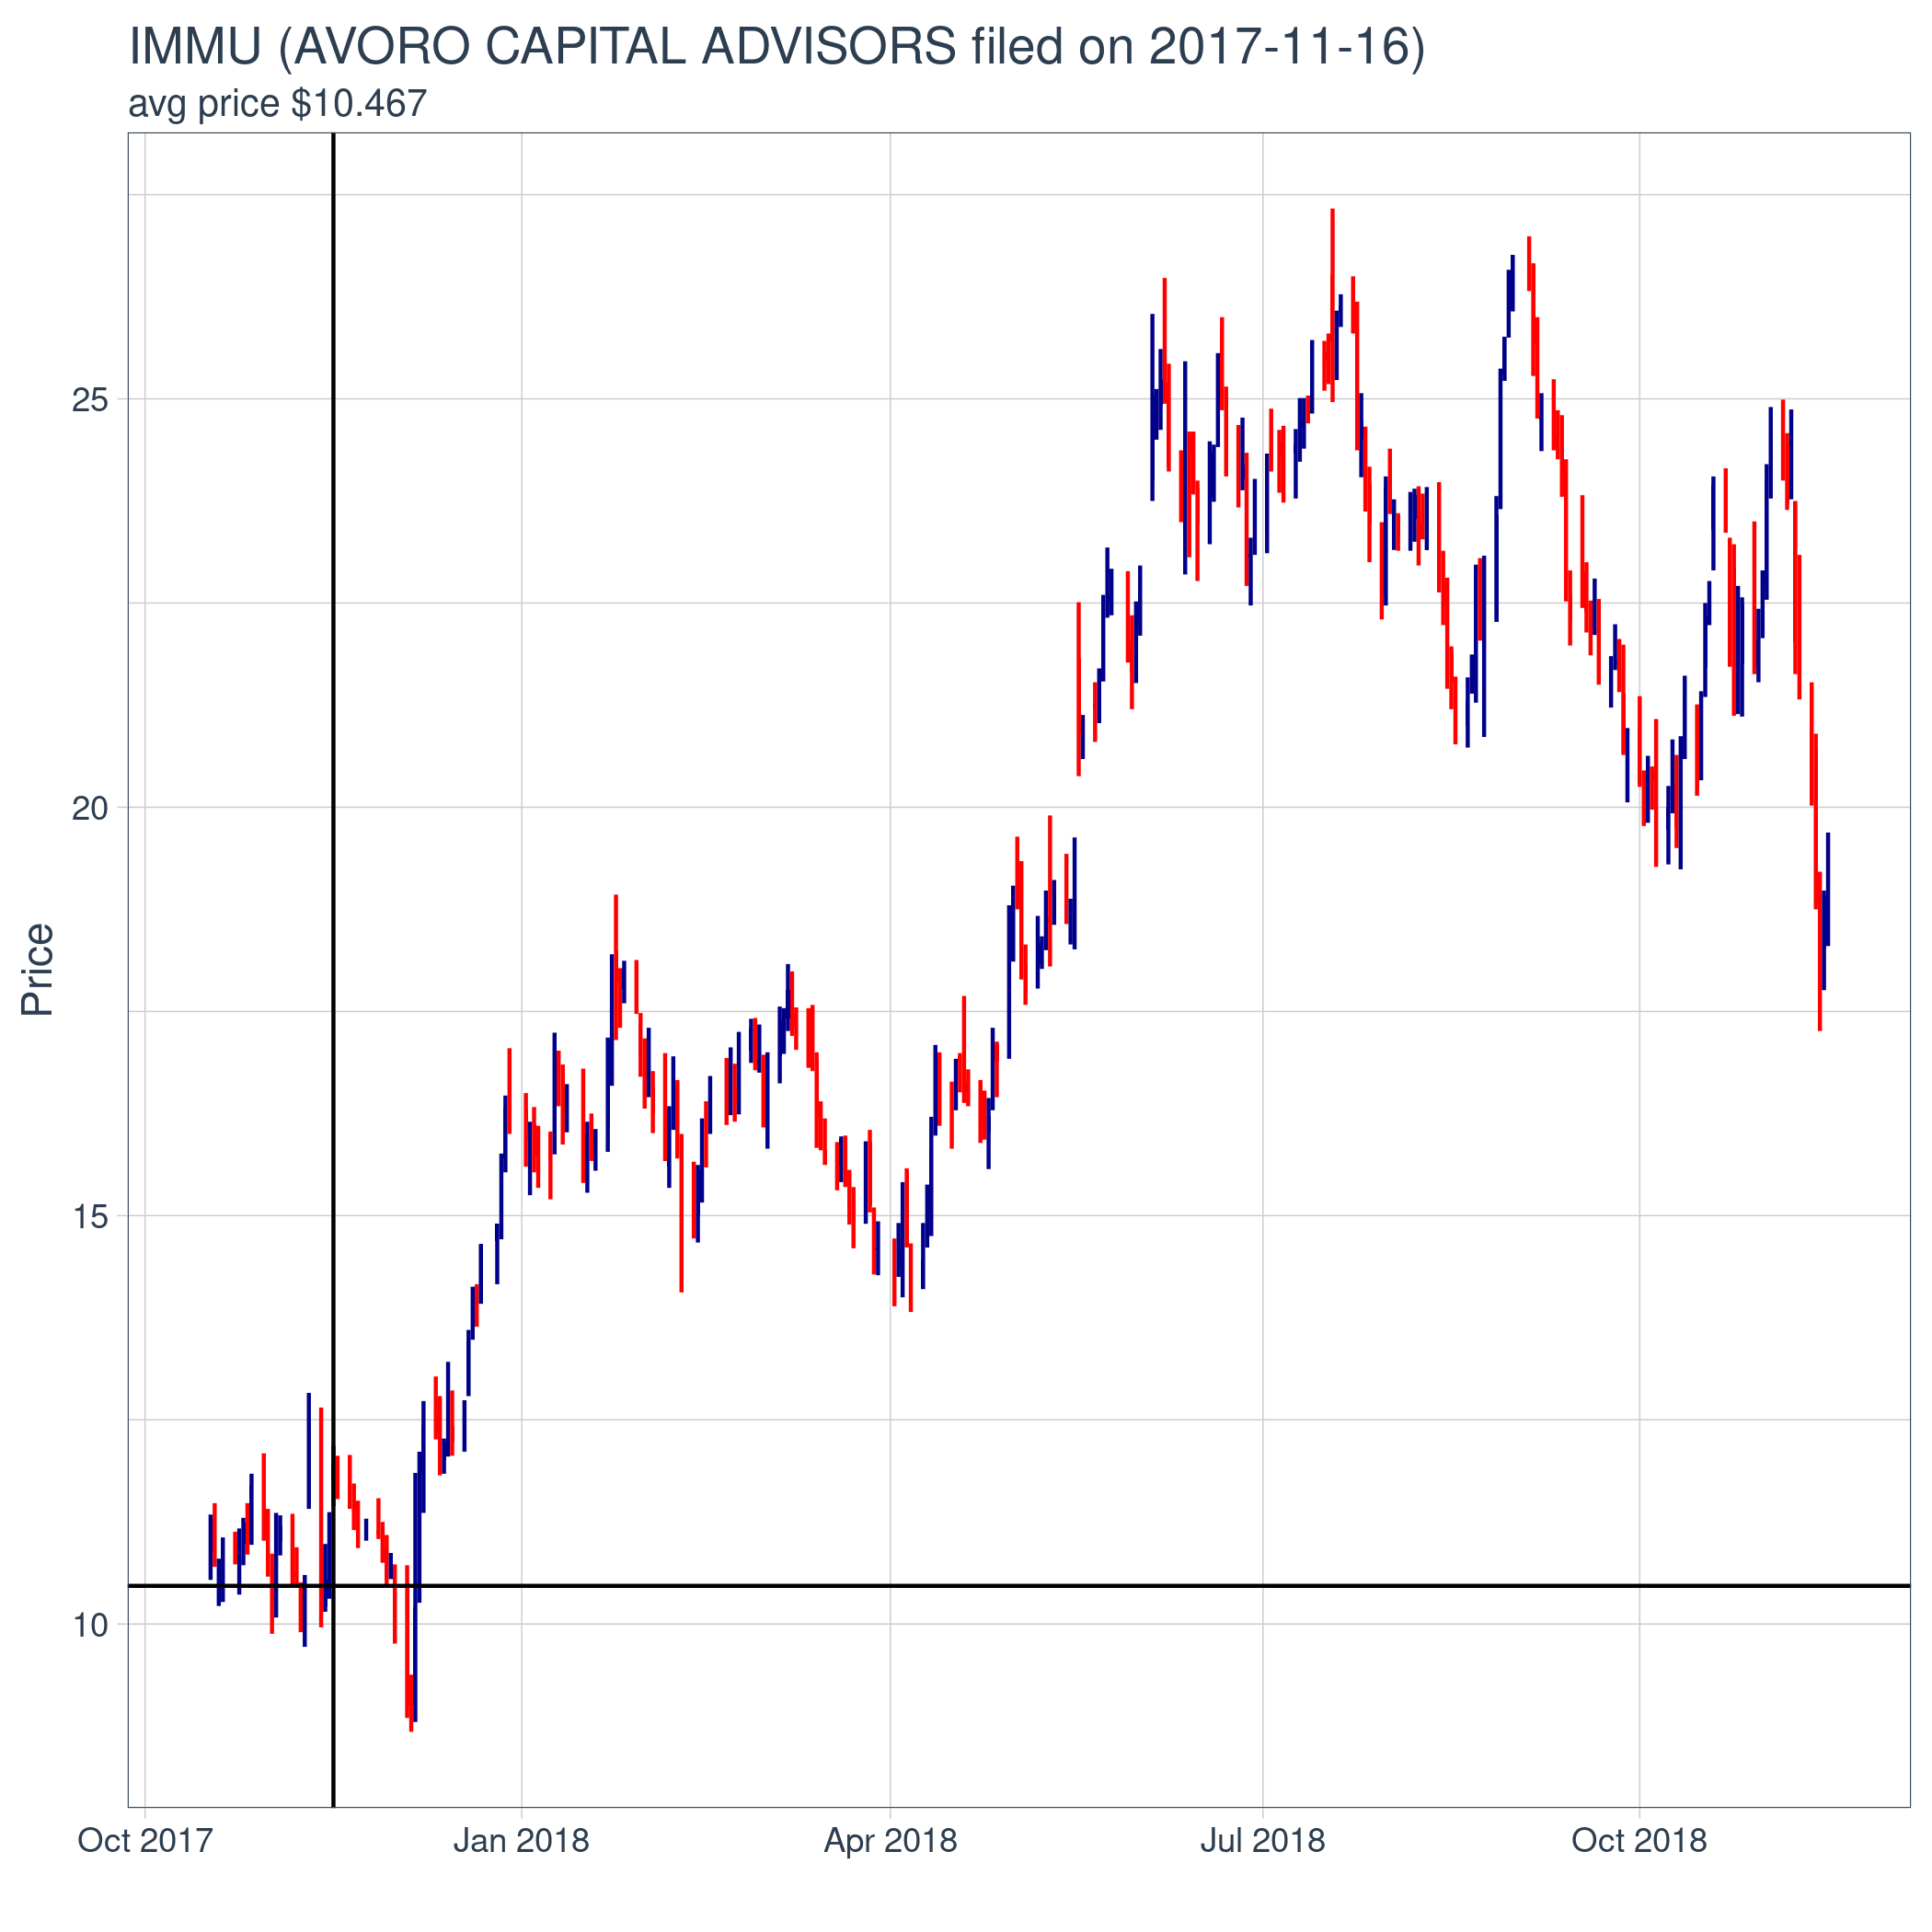 IMMU (AVORO CAPITAL ADVISORS filed on 2017-11-16)
avg price $10.467
Price
25
20
15
10
Oct 2017
Jan 2018
Apr 2018
Jul 2018
Oct 2018